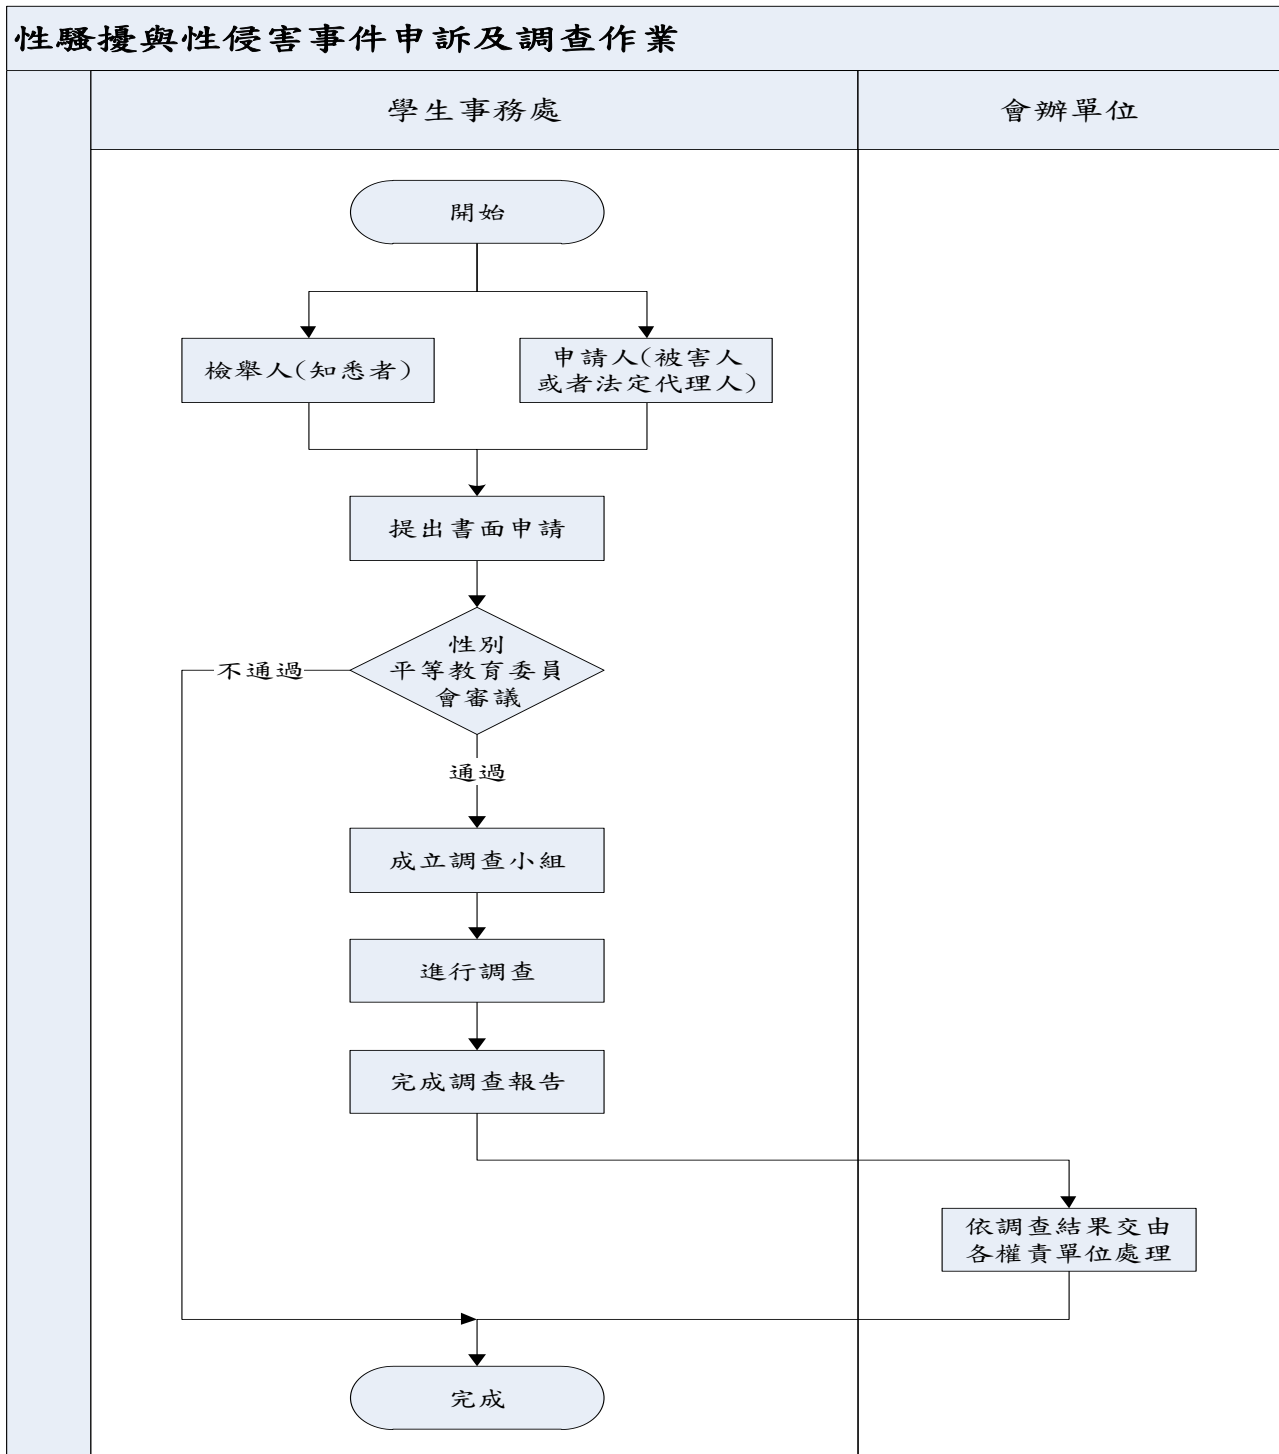 性騷擾與性侵害事件申訴及調查作業
學生事務處
會辦單位
開始
檢舉人(知悉者)
申請人(被害人
或者法定代理人)
提出書面申請
性別
平等教育委員
會審議
不通過
通過
成立調查小組
進行調查
完成調查報告
依調查結果交由
各權責單位處理
完成